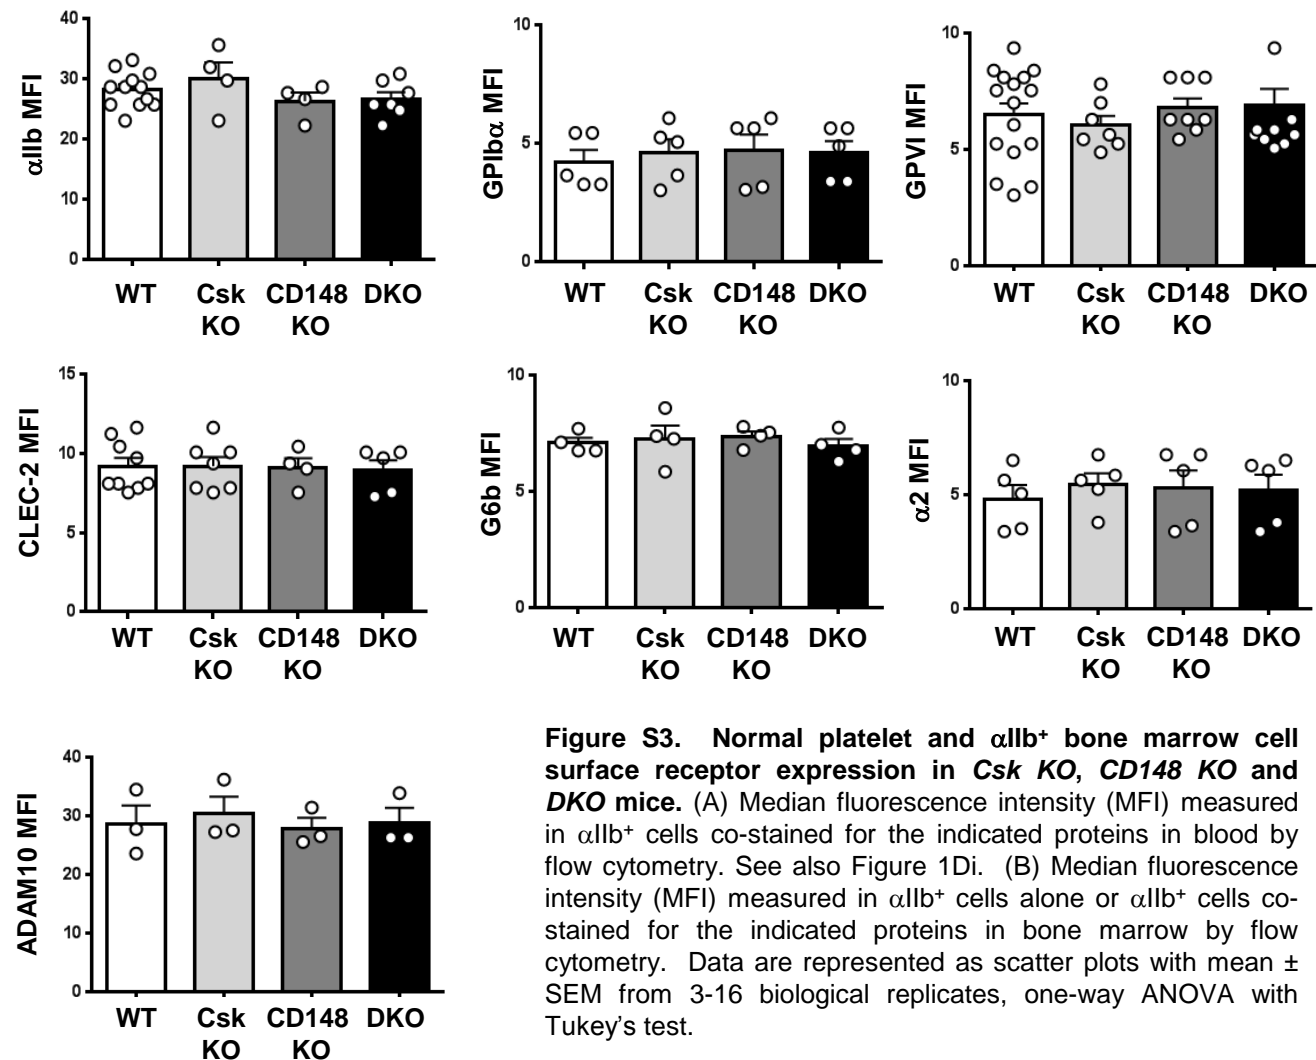 αIIb MFI
40
30
20
10
0
WT
Csk
KO
CD148
KO
DKO
GPIbα MFI
10
5
0
WT
Csk
KO
CD148
KO
DKO
GPVI MFI
10
5
0
WT
Csk
KO
CD148
KO
DKO
CLEC-2 MFI
15
10
5
0
WT
Csk
KO
CD148
KO
DKO
G6b MFI
10
5
0
WT
Csk
KO
CD148
KO
DKO
α2 MFI
10
5
0
WT
Csk
KO
CD148
KO
DKO
ADAM10 MFI
40
30
20
10
0
WT
Csk
KO
CD148
KO
DKO
Figure S3. Normal platelet and αIIb⁺ bone marrow cell
surface receptor expression in Csk KO, CD148 KO and
DKO mice. (A) Median fluorescence intensity (MFI) measured
in αIIb⁺ cells co-stained for the indicated proteins in blood by
flow cytometry. See also Figure 1Di. (B) Median fluorescence
intensity (MFI) measured in αIIb⁺ cells alone or αIIb⁺ cells co-
stained for the indicated proteins in bone marrow by flow
cytometry. Data are represented as scatter plots with mean ±
SEM from 3-16 biological replicates, one-way ANOVA with
Tukey's test.